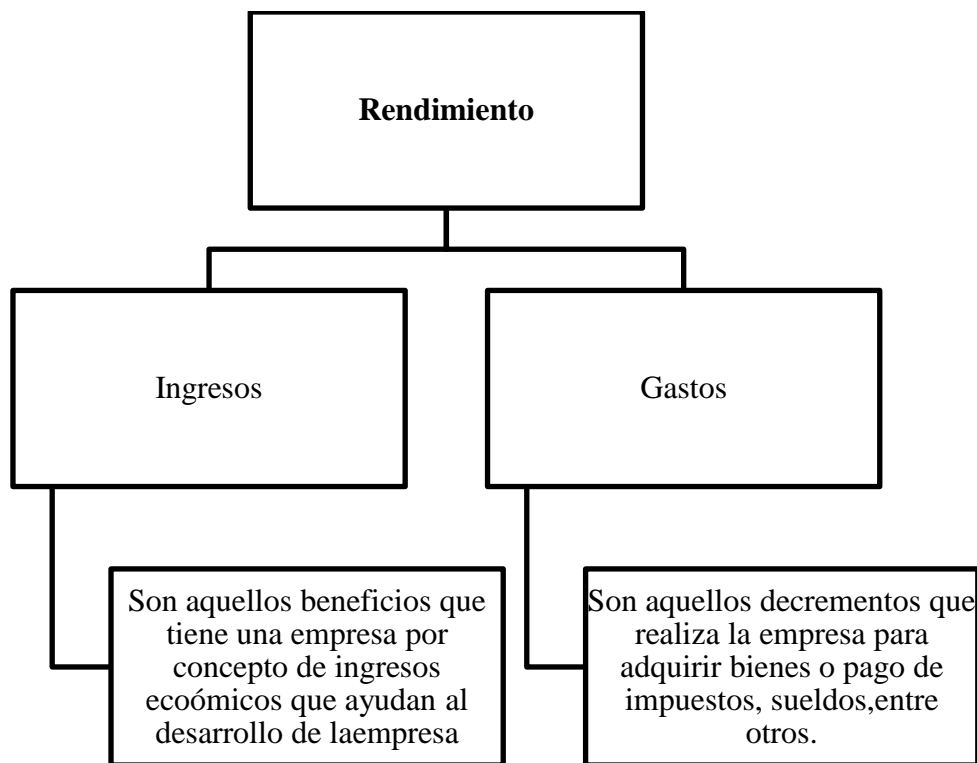 Rendimiento
Ingresos
Gastos
Son aquellos beneficios que
tiene una empresa por
concepto de ingresos
ecoómicos que ayudan al
desarrollo de laempresa
Son aquellos decrementos que
realiza la empresa para
adquirir bienes o pago de
impuestos, sueldos,entre
otros.